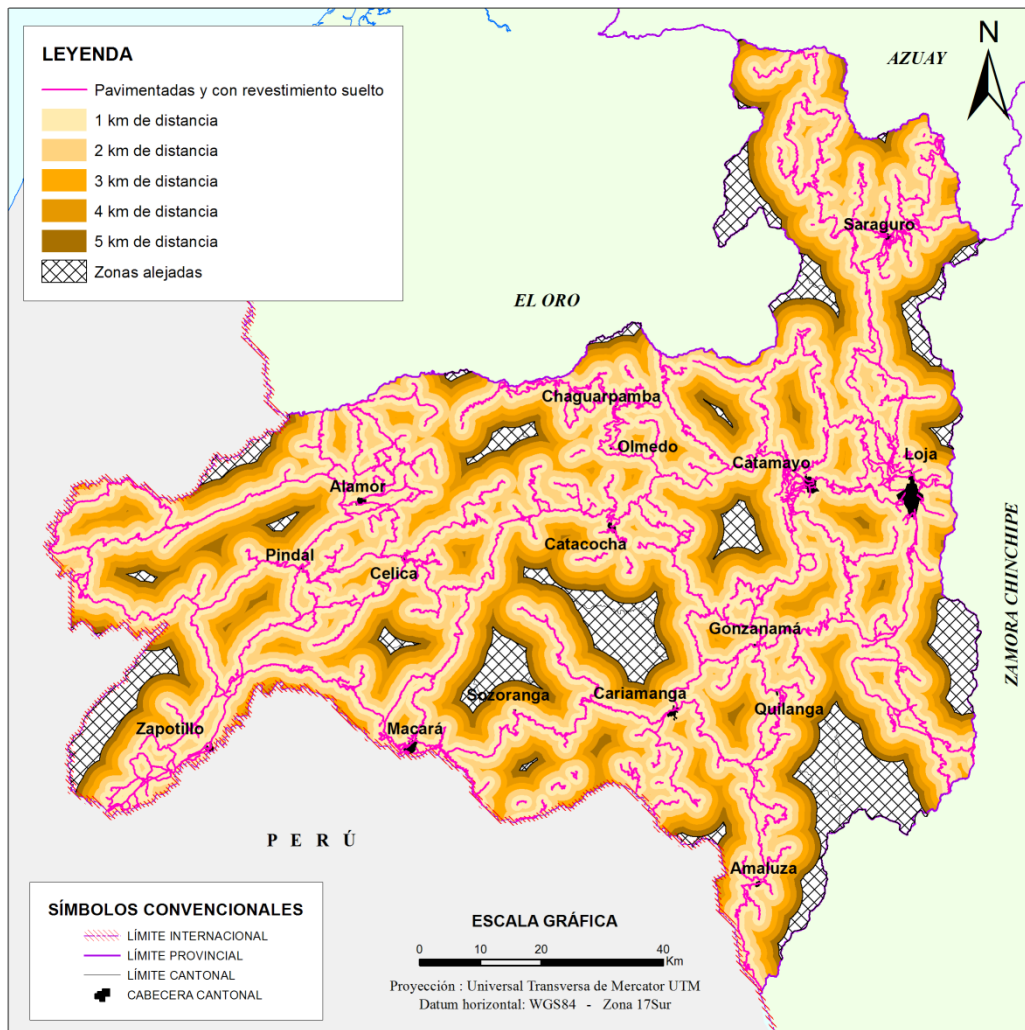 LEYENDA
Pavimentadas y con revestimiento suelto
1 km de distancia
2 km de distancia
3 km de distancia
4 km de distancia
5 km de distancia
Zonas alejadas
N
AZUAY
Saraguro
EL ORO
Chaguarpamba
Olmedo
Catamayo
Loja
Alamor
Catacocha
Pindal
Celica
ZAMORA CHINCHIPE
Gonzanamá
Sozoranga
Cariamanga
Quilanga
Zapotillo
Macará
PERÚ
Amaluza
SÍMBOLOS CONVENCIONALES
LÍMITE INTERNACIONAL
LÍMITE PROVINCIAL
LÍMITE CANTONAL
CABECERA CANTONAL
ESCALA GRÁFICA
0 10 20 40
Km
Proyección : Universal Transversa de Mercator UTM
Datum horizontal: WGS84 - Zona 17Sur